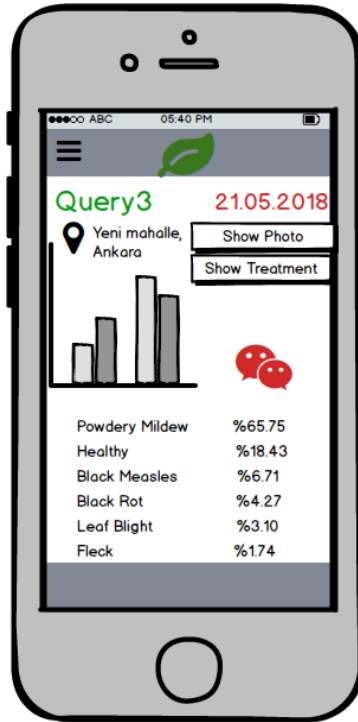 ABC 05:40 PM
Query3 21.05.2018
Yeni mahalle, Show Photo
Ankara
Show Treatment
Powdery Mildew %65.75
Healthy %18.43
Black Measles %6.71
Black Rot %4.27
Leaf Blight %3.10
Fleck %1.74